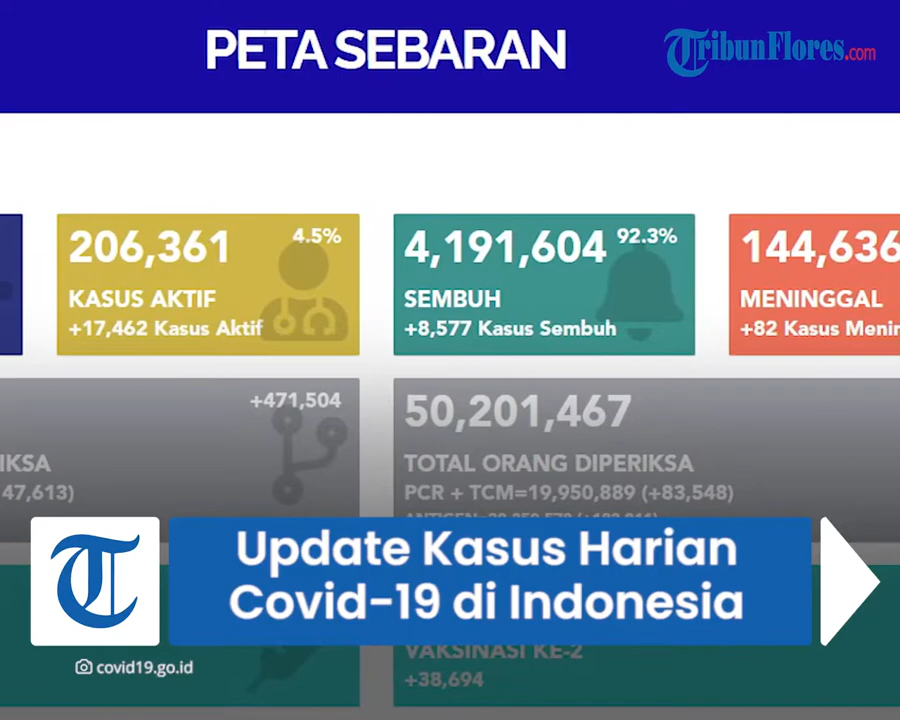 PETA SEBARAN
TribunFlores.com
206,361
4.5%
KASUS AKTIF
+17,462 Kasus Aktif
4,191,604
92.3%
SEMBUH
+8,577 Kasus Sembuh
144,636
MENINGGAL
+82 Kasus Menin
+471,504
IKSA
47,613)
50,201,467
TOTAL ORANG DIPERIKSA
PCR + TCM=19,950,889 (+83,548)
Update Kasus Harian
Covid-19 di Indonesia
VAKSINASI KE-2
+38,694
covid19.go.id